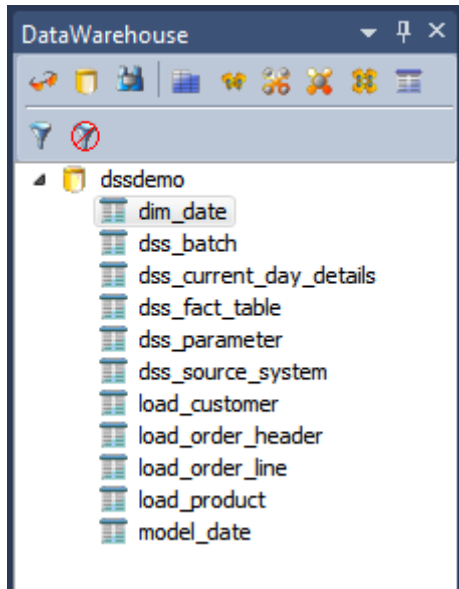 DataWarehouse
dssdemo
dim_date
dss_batch
dss_current_day_details
dss_fact_table
dss_parameter
dss_source_system
load_customer
load_order_header
load_order_line
load_product
model_date